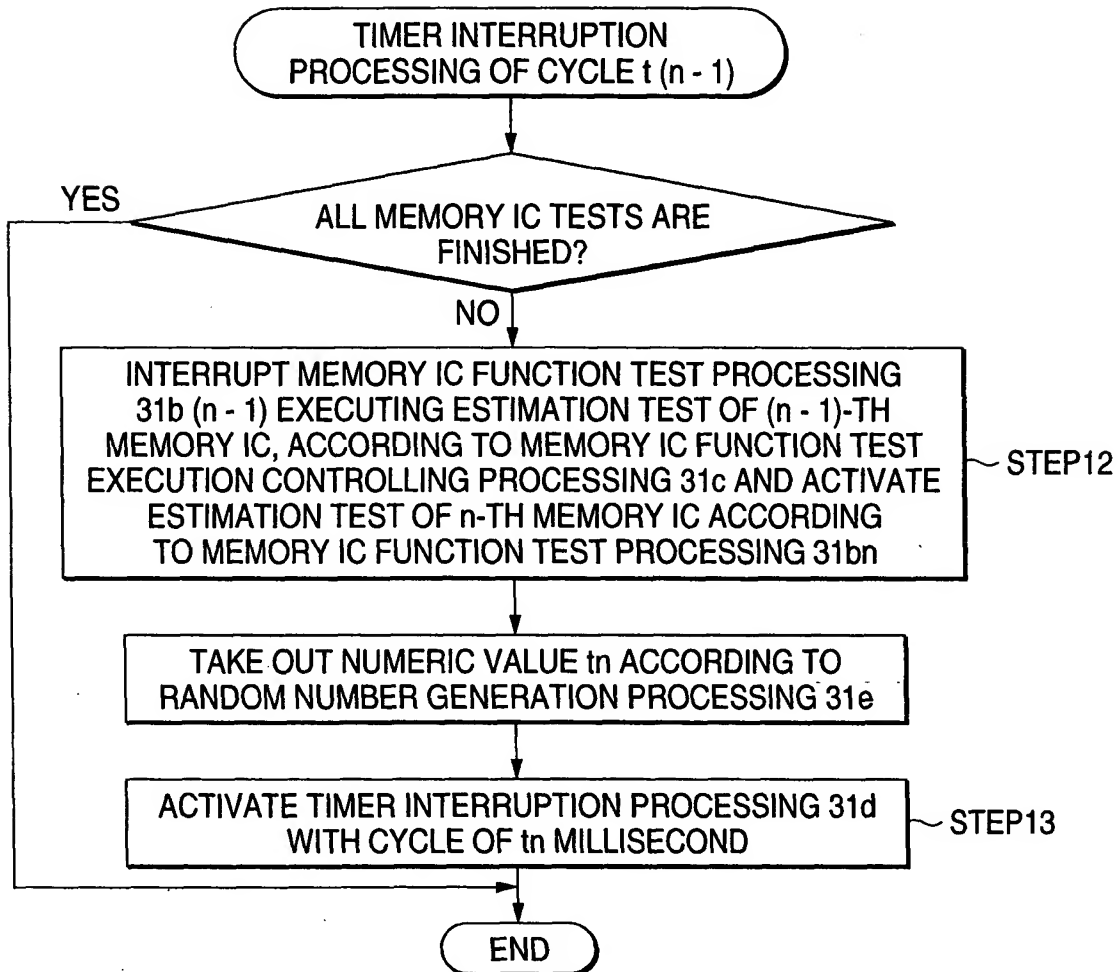 TIMER INTERRUPTION
PROCESSING OF CYCLE t (n - 1)
YES
ALL MEMORY IC TESTS ARE
FINISHED?
NO
INTERRUPT MEMORY IC FUNCTION TEST PROCESSING
31b (n - 1) EXECUTING ESTIMATION TEST OF (n - 1)-TH
MEMORY IC, ACCORDING TO MEMORY IC FUNCTION TEST
EXECUTION CONTROLLING PROCESSING 31c AND ACTIVATE
ESTIMATION TEST OF n-TH MEMORY IC ACCORDING
TO MEMORY IC FUNCTION TEST PROCESSING 31bn
STEP12
TAKE OUT NUMERIC VALUE tn ACCORDING TO
RANDOM NUMBER GENERATION PROCESSING 31e
ACTIVATE TIMER INTERRUPTION PROCESSING 31d
WITH CYCLE OF tn MILLISECOND
STEP13
END